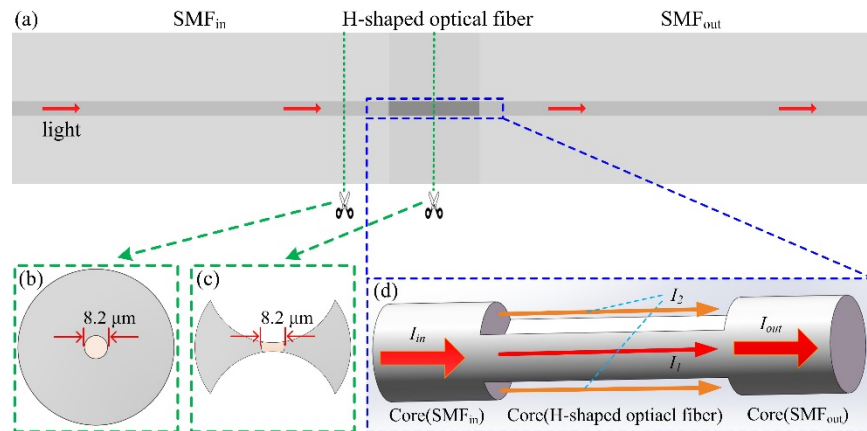 (a) SMFin H-shaped optical fiber SMFout
light
(b) (c) (d)
8.2 μm 8.2 μm
I2
Iin I1 Iout
Core(SMFin) Core(H-shaped optiacl fiber) Core(SMFout)